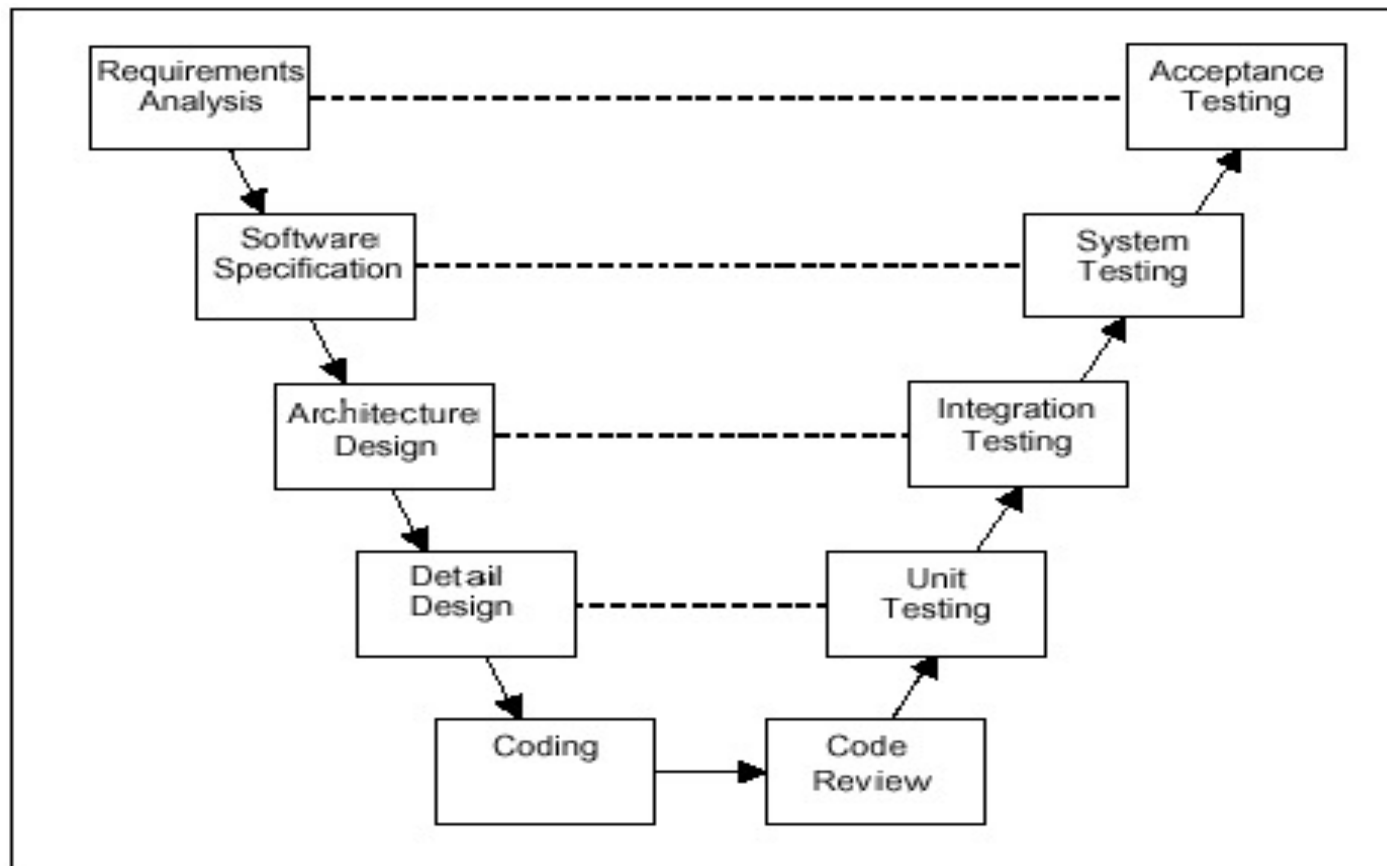 Requirements
Analysis
Acceptance
Testing
Software
Specification
System
Testing
Architecture
Design
Integration
Testing
Detail
Design
Unit
Testing
Coding
Code
Review